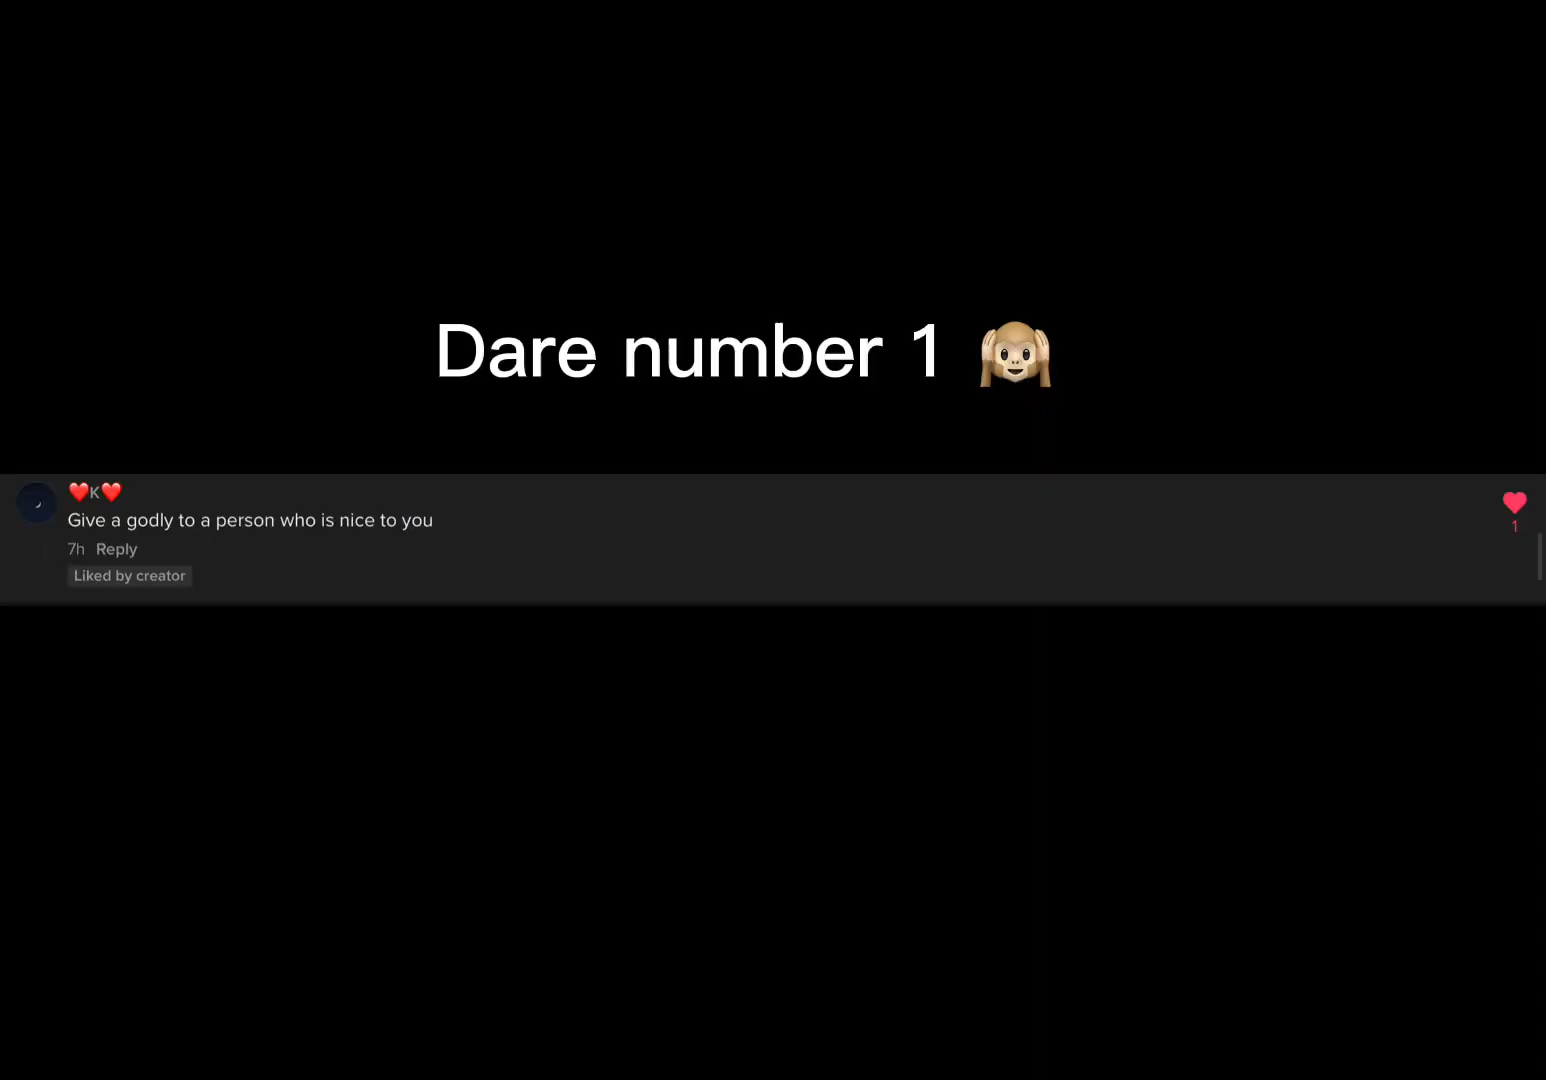 Dare number 1 🙉
❤️K❤️
Give a godly to a person who is nice to you
7h Reply
Liked by creator
1